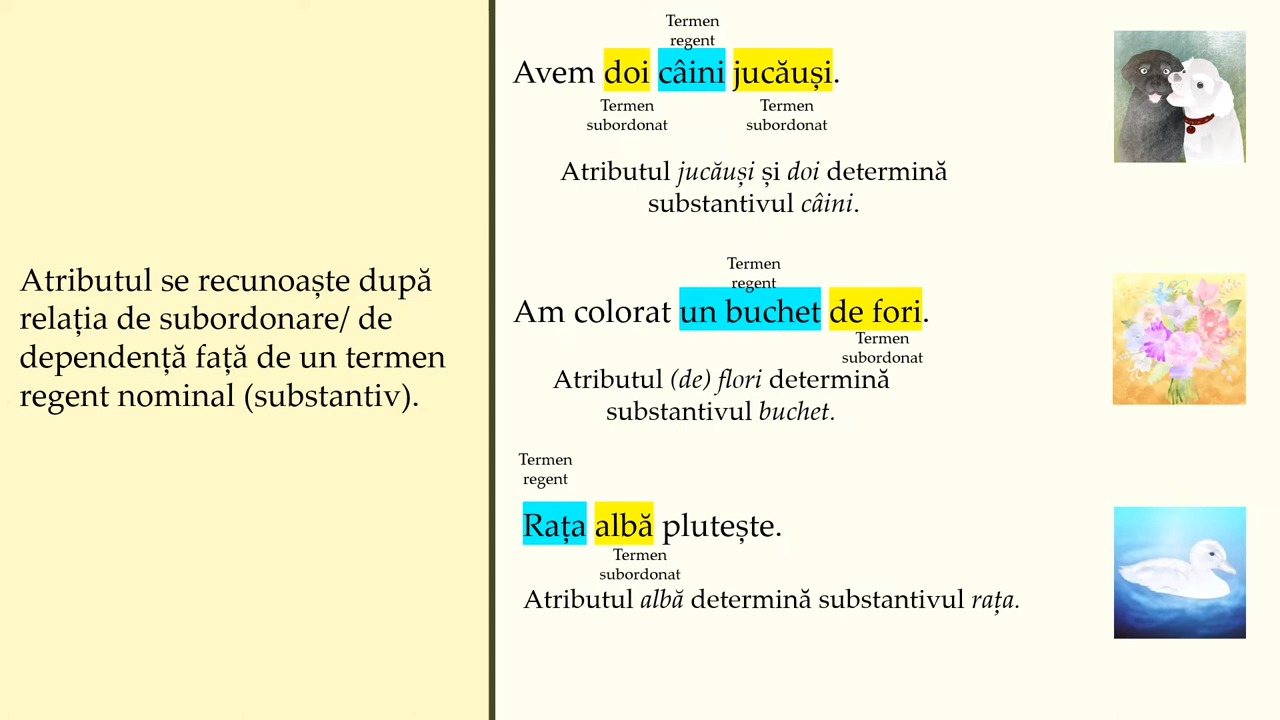 Atributul se recunoaște după
relația de subordonare/ de
dependență față de un termen
regent nominal (substantiv).
Termen
regent
Avem doi câini jucăuși.
Termen
subordonat
Termen
subordonat
Atributul jucăuși și doi determină
substantivul câini.
Termen
regent
Am colorat un buchet de fori.
Termen
subordonat
Atributul (de) flori determină
substantivul buchet.
Termen
regent
Rața albă plutește.
Termen
subordonat
Atributul albă determină substantivul rața.